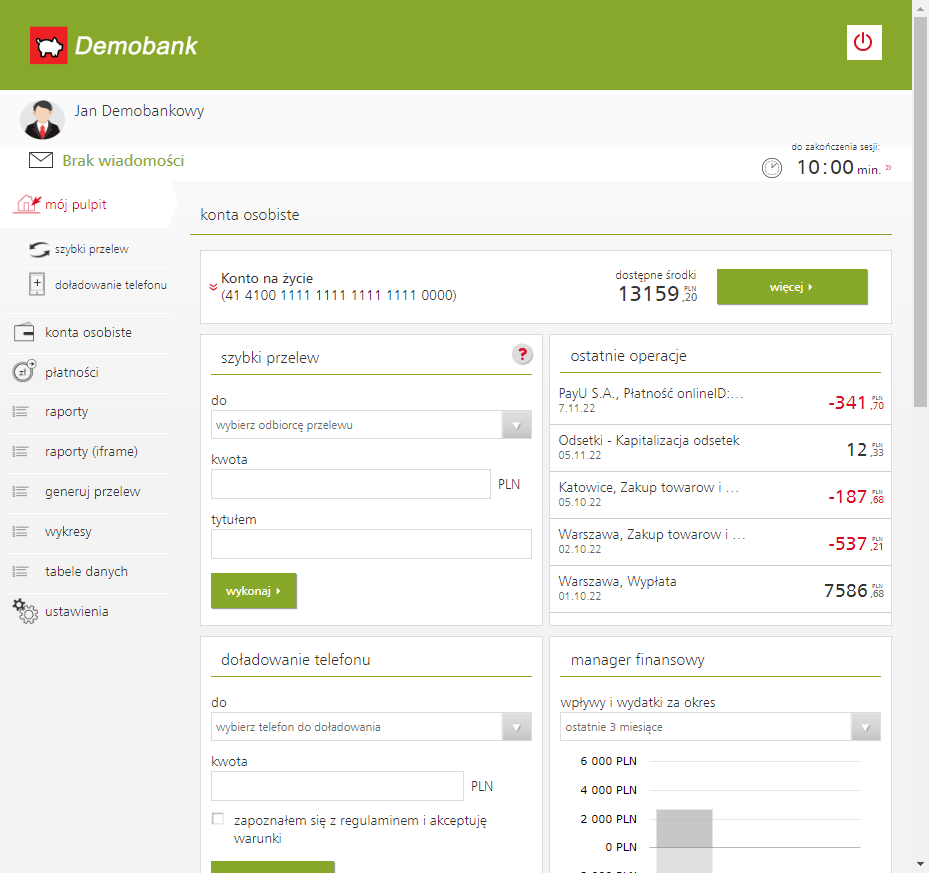 Demobank
Jan Demobankowy
Brak wiadomości
do zakończenia sesji:
10:00 min. »
mój pulpit
szybki przelew
doładowanie telefonu
konta osobiste
płatności
raporty
raporty (iframe)
generuj przelew
wykresy
tabele danych
ustawienia
konta osobiste
Konto na życie
(41 4100 1111 1111 1111 1111 0000)
dostępne środki
13159 PLN ,20
więcej
szybki przelew
?
do
wybierz odbiorcę przelewu
kwota
PLN
tytułem
wykonaj
ostatnie operacje
PayU S.A., Płatność onlineID:...
7.11.22
-341 PLN ,70
Odsetki - Kapitalizacja odsetek
05.11.22
12 PLN ,33
Katowice, Zakup towarow i ...
05.10.22
-187 PLN ,68
Warszawa, Zakup towarow i ...
02.10.22
-537 PLN ,21
Warszawa, Wypłata
01.10.22
7586 PLN ,68
doładowanie telefonu
do
wybierz telefon do doładowania
kwota
PLN
zapoznałem się z regulaminem i akceptuję
warunki
manager finansowy
wpływy i wydatki za okres
ostatnie 3 miesiące
6 000 PLN
4 000 PLN
2 000 PLN
0 PLN